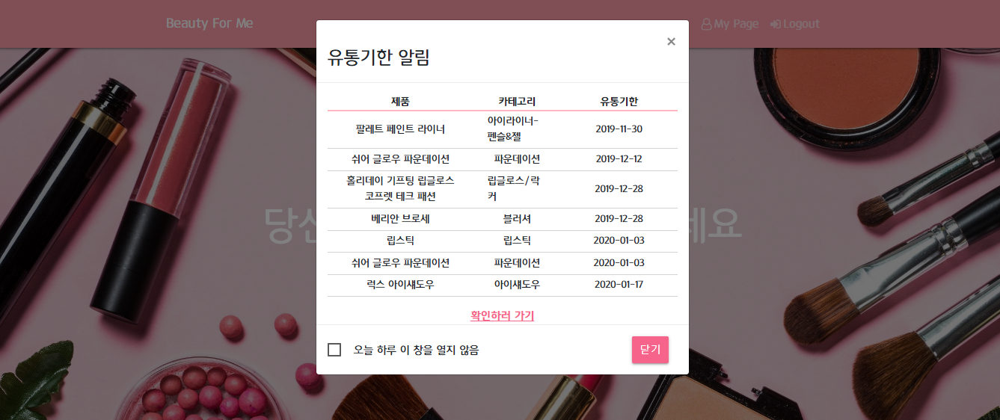 Beauty For Me
My Page
Logout
×
유통기한 알림
제품 카테고리 유통기한
팔레트 페인트 라이너 아이라이너-
펜슬&젤 2019-11-30
쉬어 글로우 파운데이션 파운데이션 2019-12-12
홀리데이 기프팅 립글로스
코프렛 테크 패션 립글로스/락
커 2019-12-28
베리안 브로세 블러셔 2019-12-28
립스틱 립스틱 2020-01-03
쉬어 글로우 파운데이션 파운데이션 2020-01-03
럭스 아이섀도우 아이섀도우 2020-01-17
확인하러 가기
오늘 하루 이 창을 열지 않음
닫기